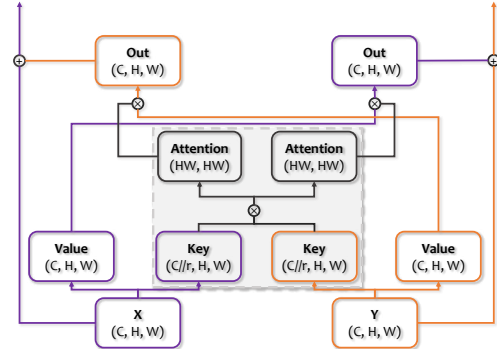 Out
(C, H, W)
Out
(C, H, W)
Attention
(HW, HW)
Attention
(HW, HW)
Value
(C, H, W)
Key
(C//r, H, W)
Key
(C//r, H, W)
Value
(C, H, W)
X
(C, H, W)
Y
(C, H, W)